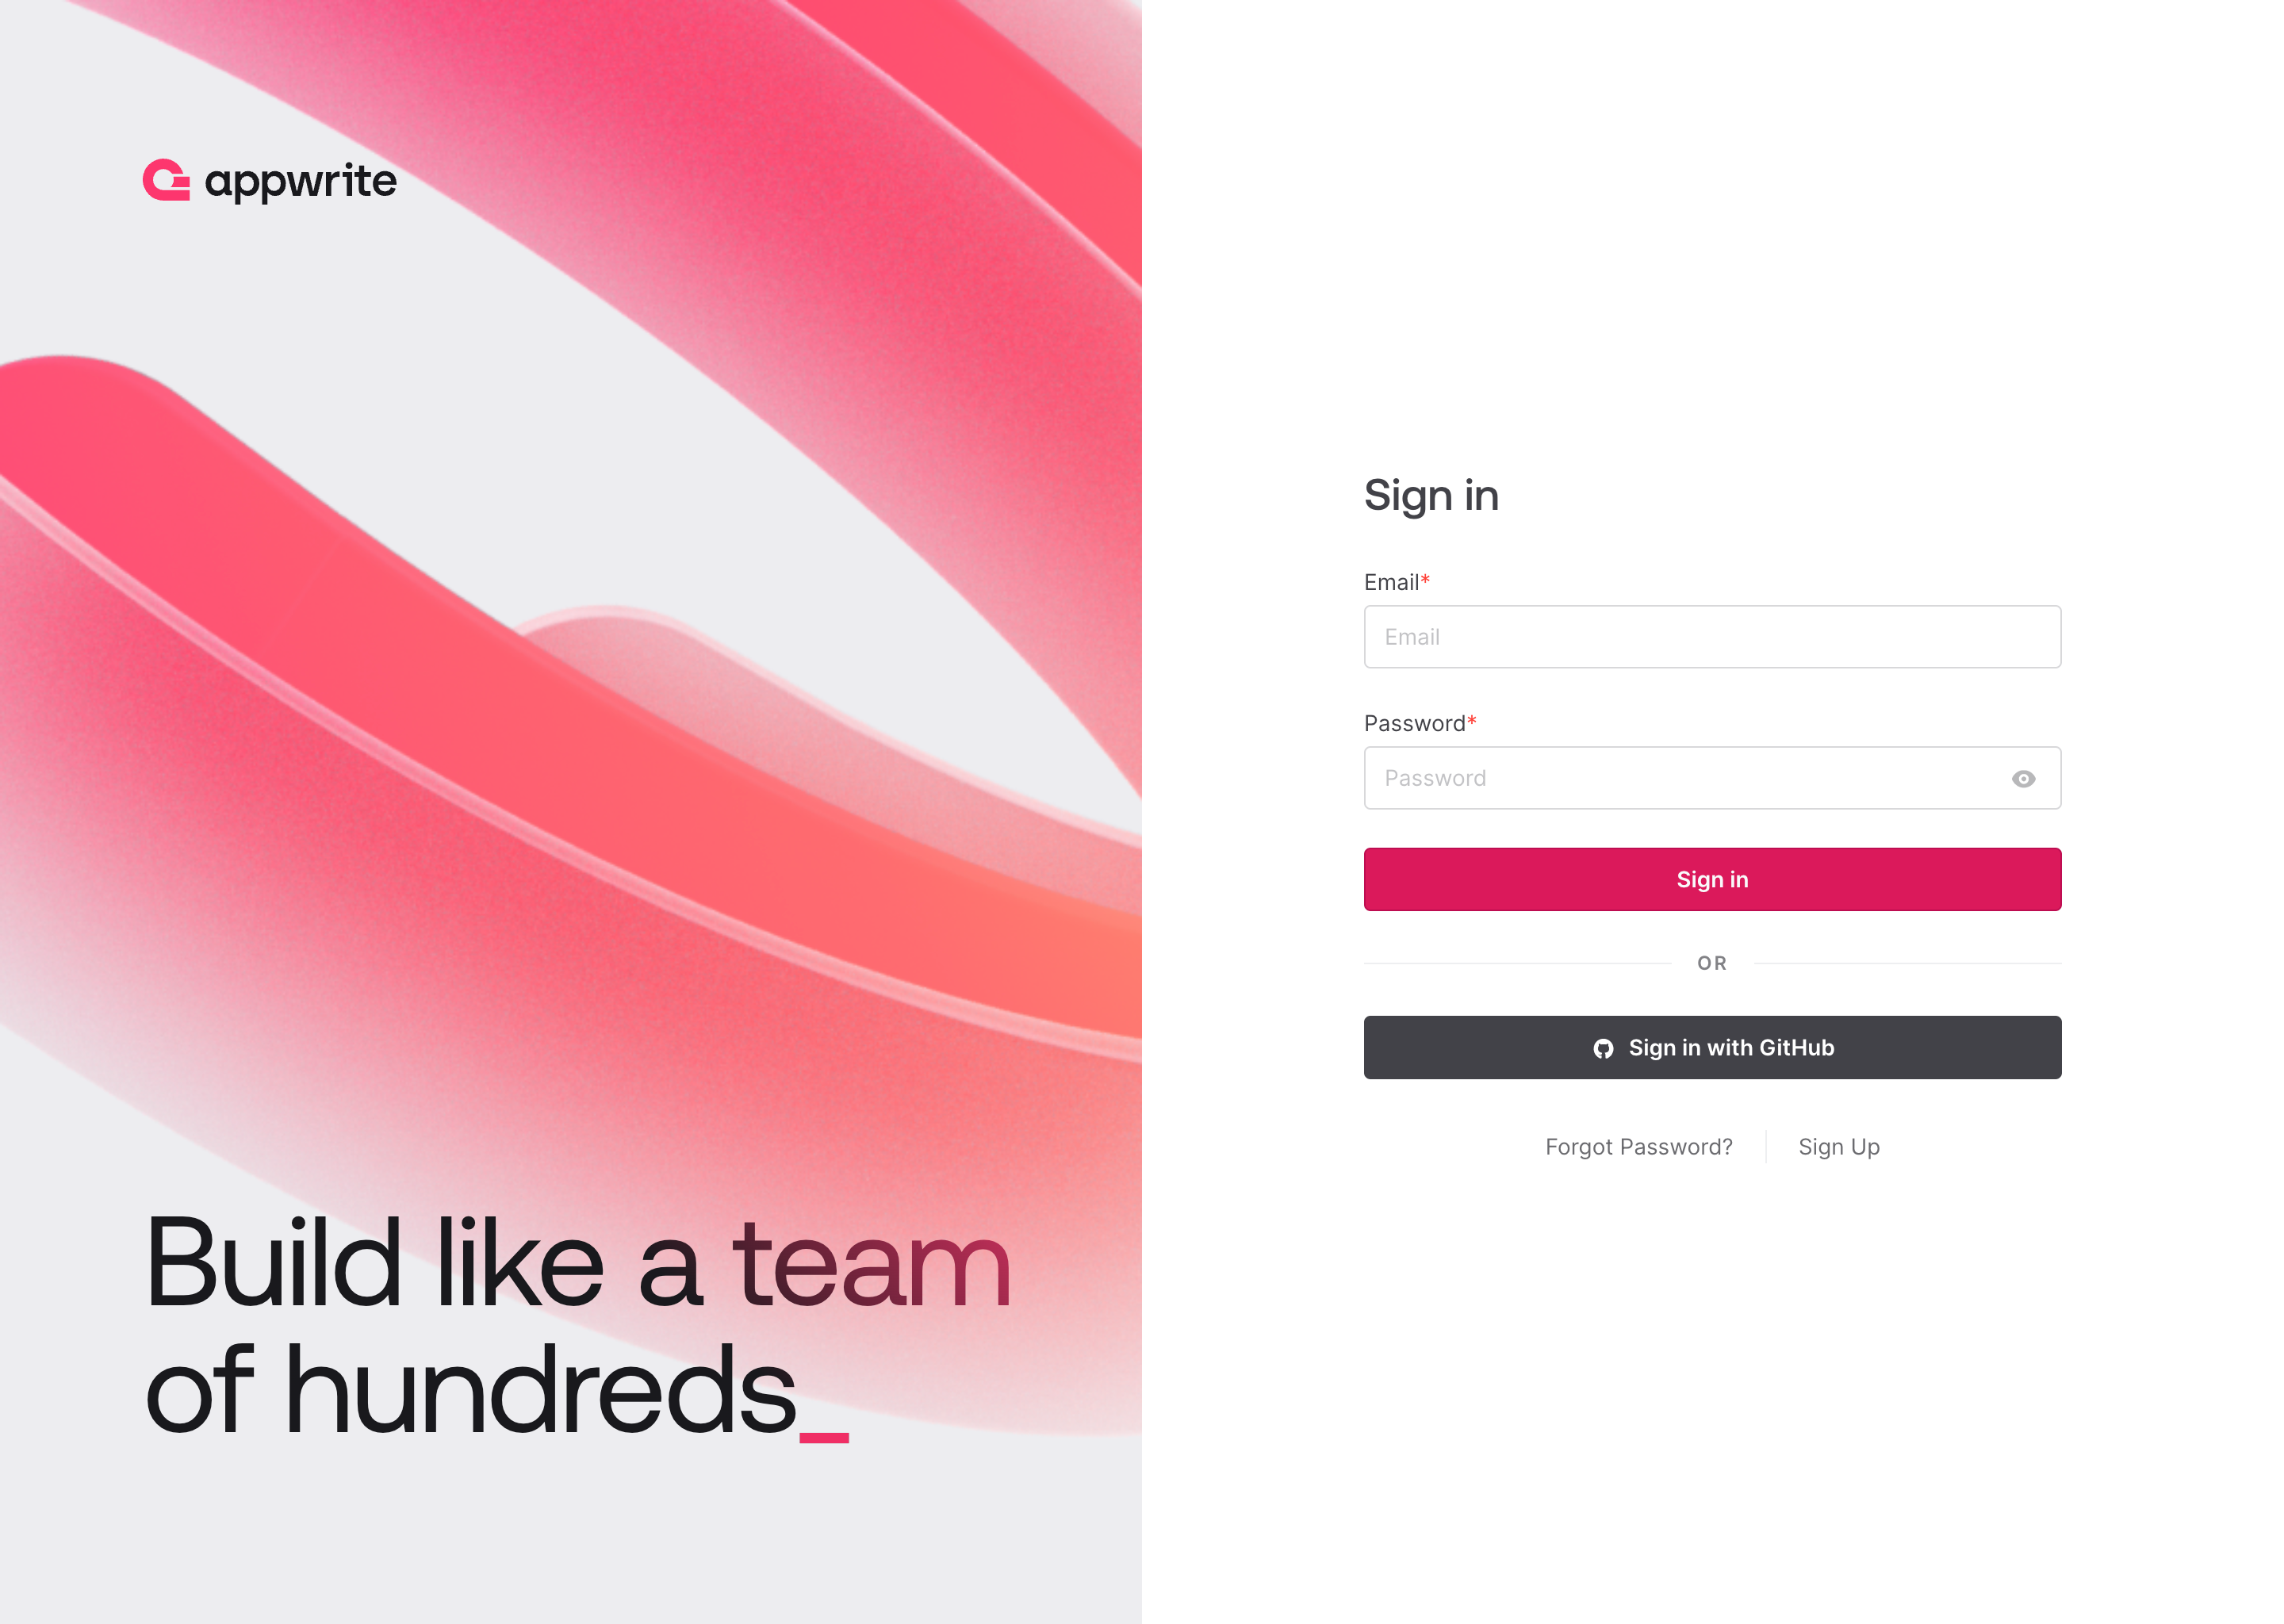 appwrite
Build like a team
of hundreds_
Sign in
Email*
Email
Password*
Password
Sign in
OR
Sign in with GitHub
Forgot Password?
Sign Up